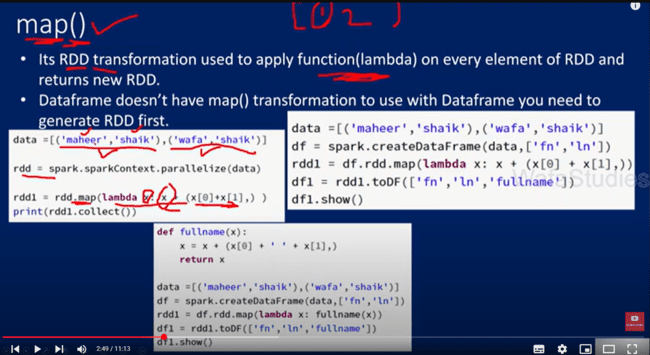 map()
[0 2 ]
• Its RDD transformation used to apply function(lambda) on every element of RDD and
returns new RDD.
• Dataframe doesn't have map() transformation to use with Dataframe you need to
generate RDD first.
data =[('maheer','shaik'),('wafa','shaik')]
rdd = spark.sparkContext.parallelize(data)
rdd1 = rdd.map(lambda x: x + (x[0]+x[1],) )
print(rdd1.collect())
data =[('maheer','shaik'),('wafa','shaik')]
df = spark.createDataFrame(data,['fn','ln'])
rdd1 = df.rdd.map(lambda x: x + (x[0] + x[1],))
df1 = rdd1.toDF(['fn','ln','fullname'])
df1.show()
WafaStudies
def fullname(x):
x = x + (x[0] + ' ' + x[1],)
return x
data =[('maheer','shaik'),('wafa','shaik')]
df = spark.createDataFrame(data,['fn','ln'])
rdd1 = df.rdd.map(lambda x: fullname(x))
df1 = rdd1.toDF(['fn','ln','fullname'])
df1.show()
2:49 / 11:13